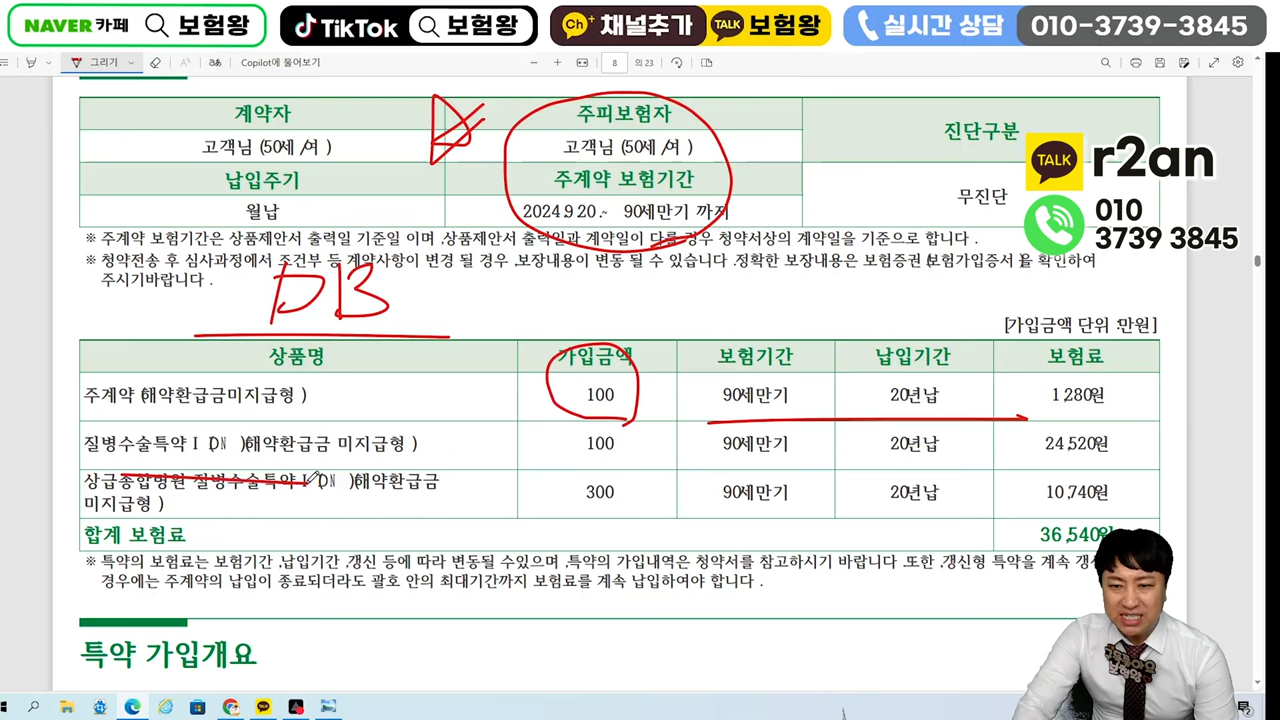 NAVER 카페 보험왕 TikTok 보험왕 Ch+ 채널추가 TALK 보험왕 실시간 상담 010-3739-3845
그리기 Copilot에 물어보기 8 의 23
계약자 주피보험자 진단구분
고객님 (50세 /여 ) 고객님 (50세 /여 ) 무진단
납입주기 주계약 보험기간
월납 2024 9 20 .~ 90세만기 까지
TALK r2an
010
3739 3845
※ 주계약 보험기간은 상품제안서 출력일 기준일 이며 ,상품제안서 출력일과 계약일이 다를 경우 청약서상의 계약일을 기준으로 합니다 .
※ 청약전송 후 심사과정에서 조건부 등 계약사항이 변경 될 경우 ,보장내용이 변동 될 수 있습니다 .정확한 보장내용은 보험증권 (보험가입증서 )을 확인하여
주시기바랍니다 .
DB
[가입금액 단위 :만원]
상품명 가입금액 보험기간 납입기간 보험료
주계약 (해약환급금미지급형 ) 100 90세만기 20년납 1,280원
질병수술특약 I (DN )(해약환급금 미지급형 ) 100 90세만기 20년납 24,520원
상급종합병원 질병수술특약 I (DN )(해약환급금
미지급형 ) 300 90세만기 20년납 10,740원
합계 보험료 36,540원
※ 특약의 보험료는 보험기간 ,납입기간 ,갱신 등에 따라 변동될 수있으며 ,특약의 가입내역은 청약서를 참고하시기 바랍니다 .또한 ,갱신형 특약을 계속
경우에는 주계약의 납입이 종료되더라도 괄호 안의 최대기간까지 보험료를 계속 납입하여야 합니다 .
특약 가입개요
보험왕